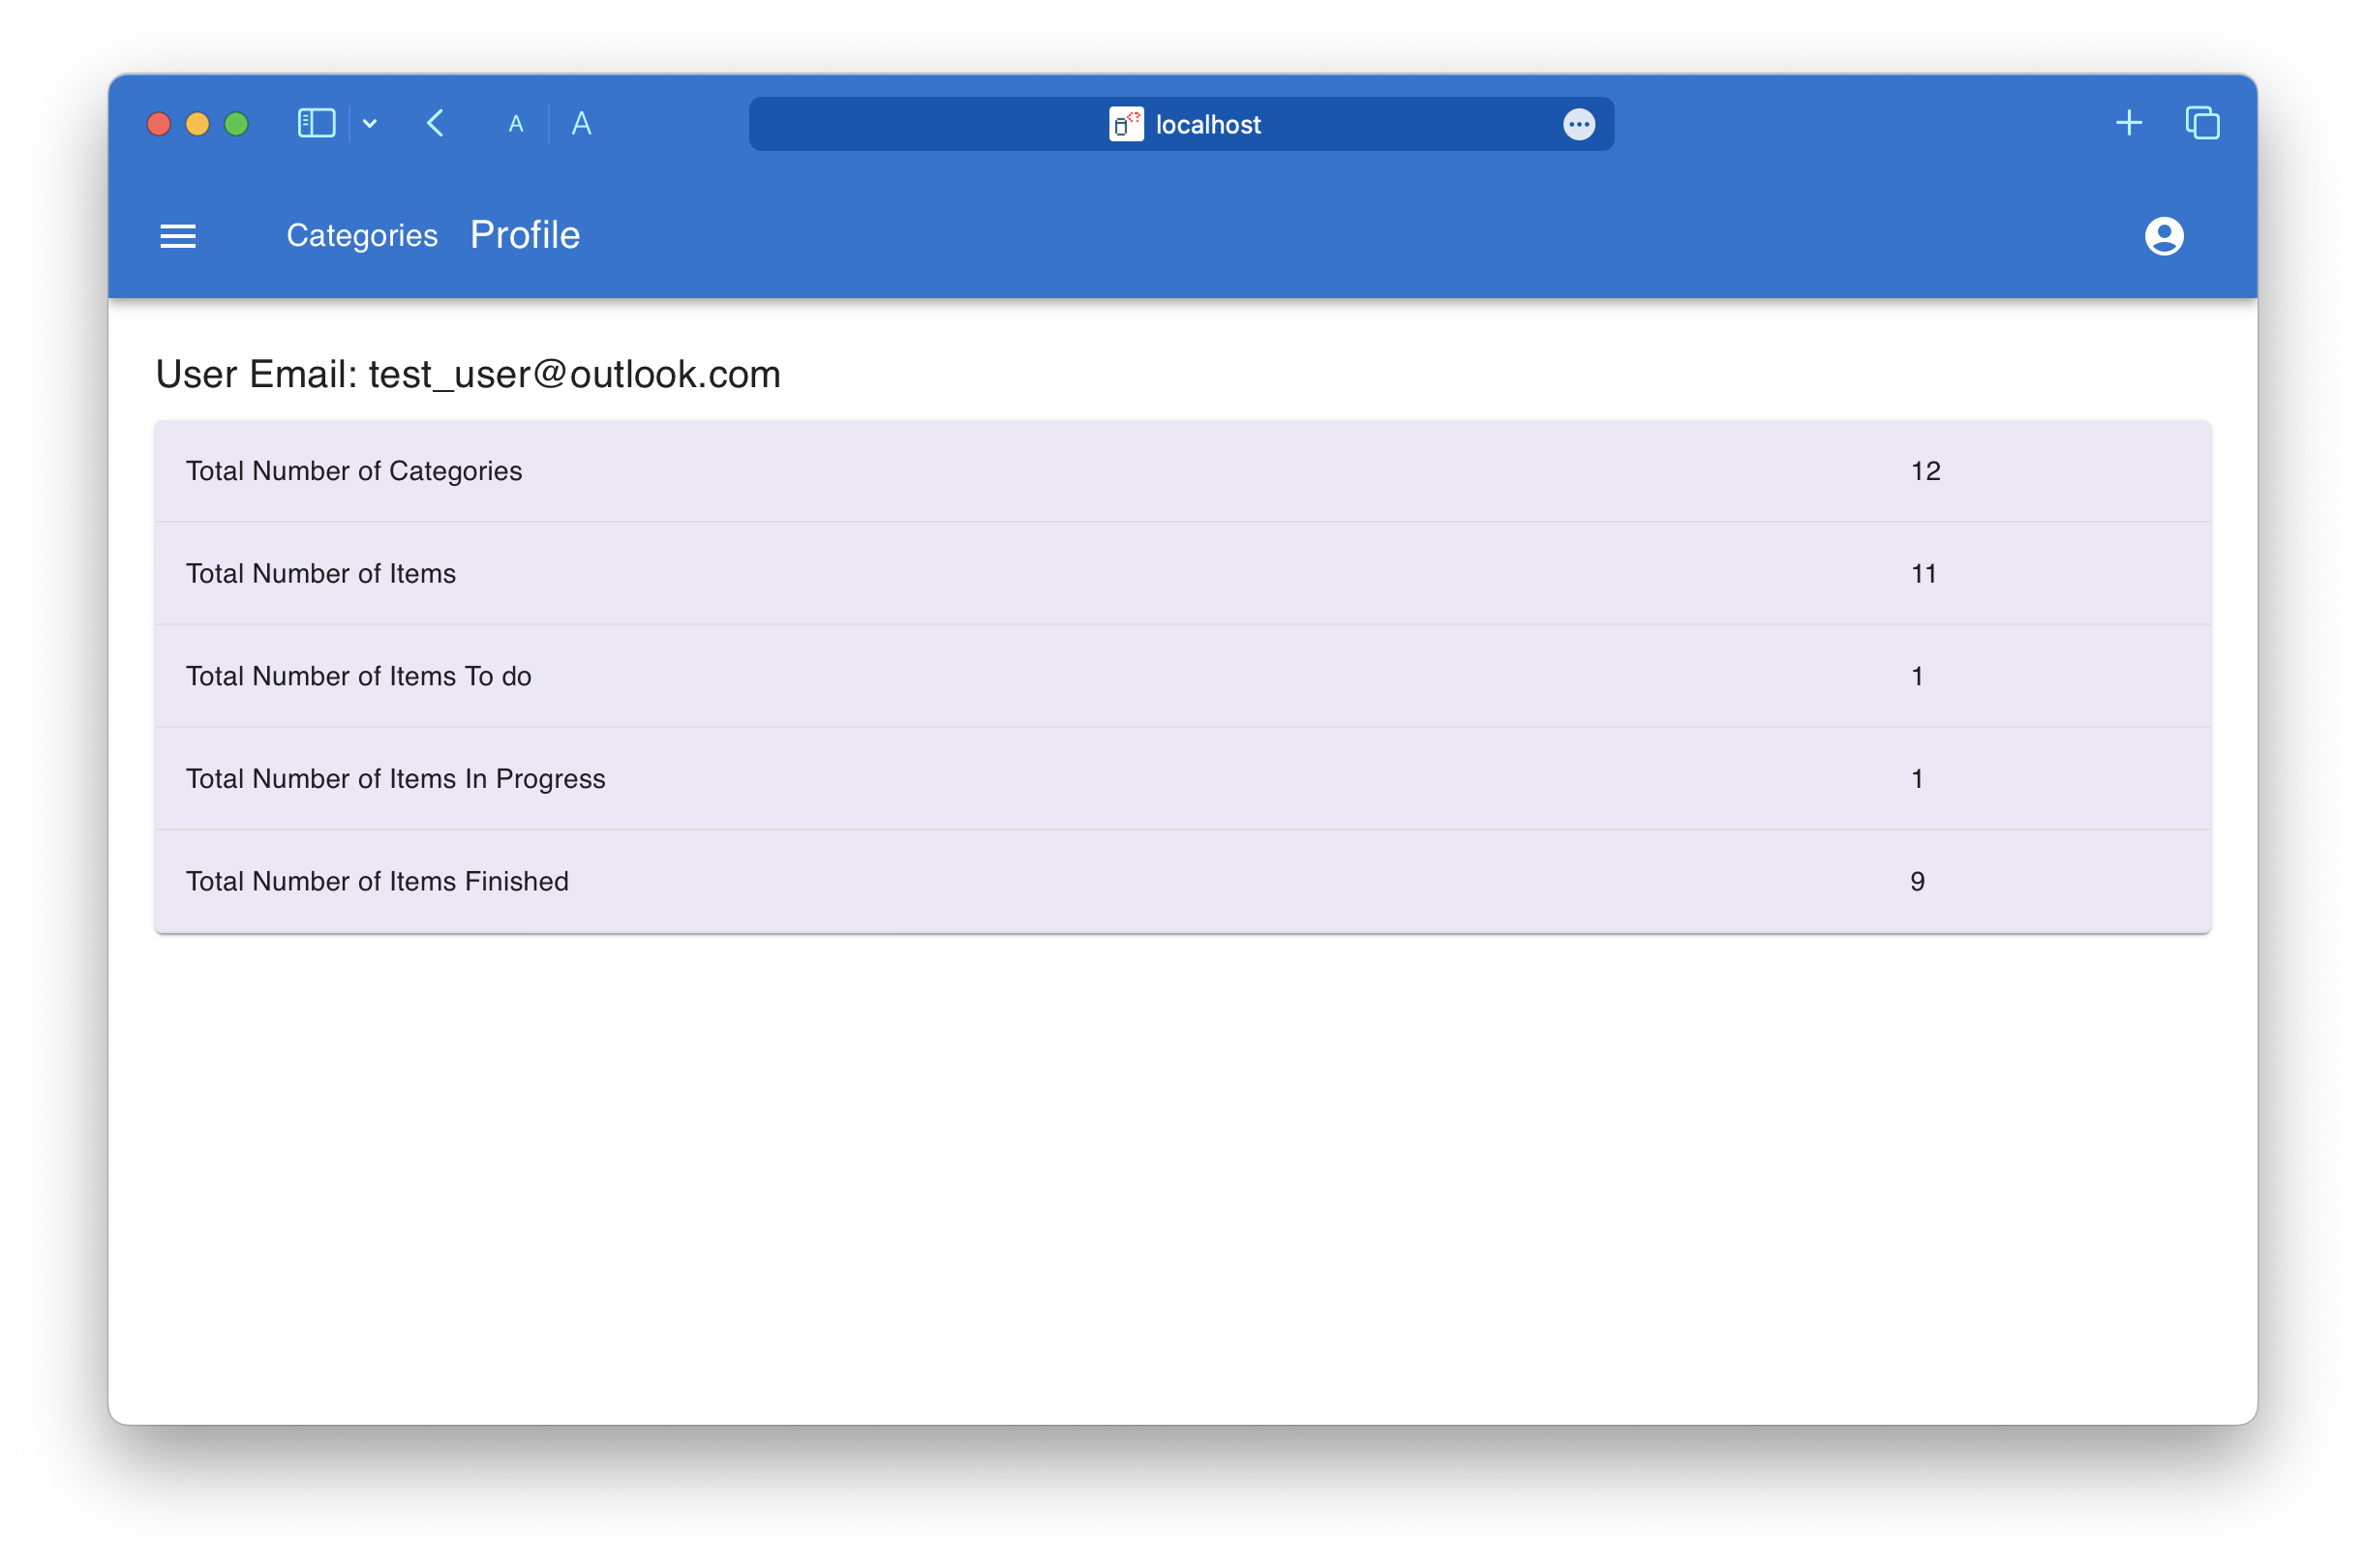 A A localhost
Categories Profile
User Email: test_user@outlook.com
Total Number of Categories 12
Total Number of Items 11
Total Number of Items To do 1
Total Number of Items In Progress 1
Total Number of Items Finished 9